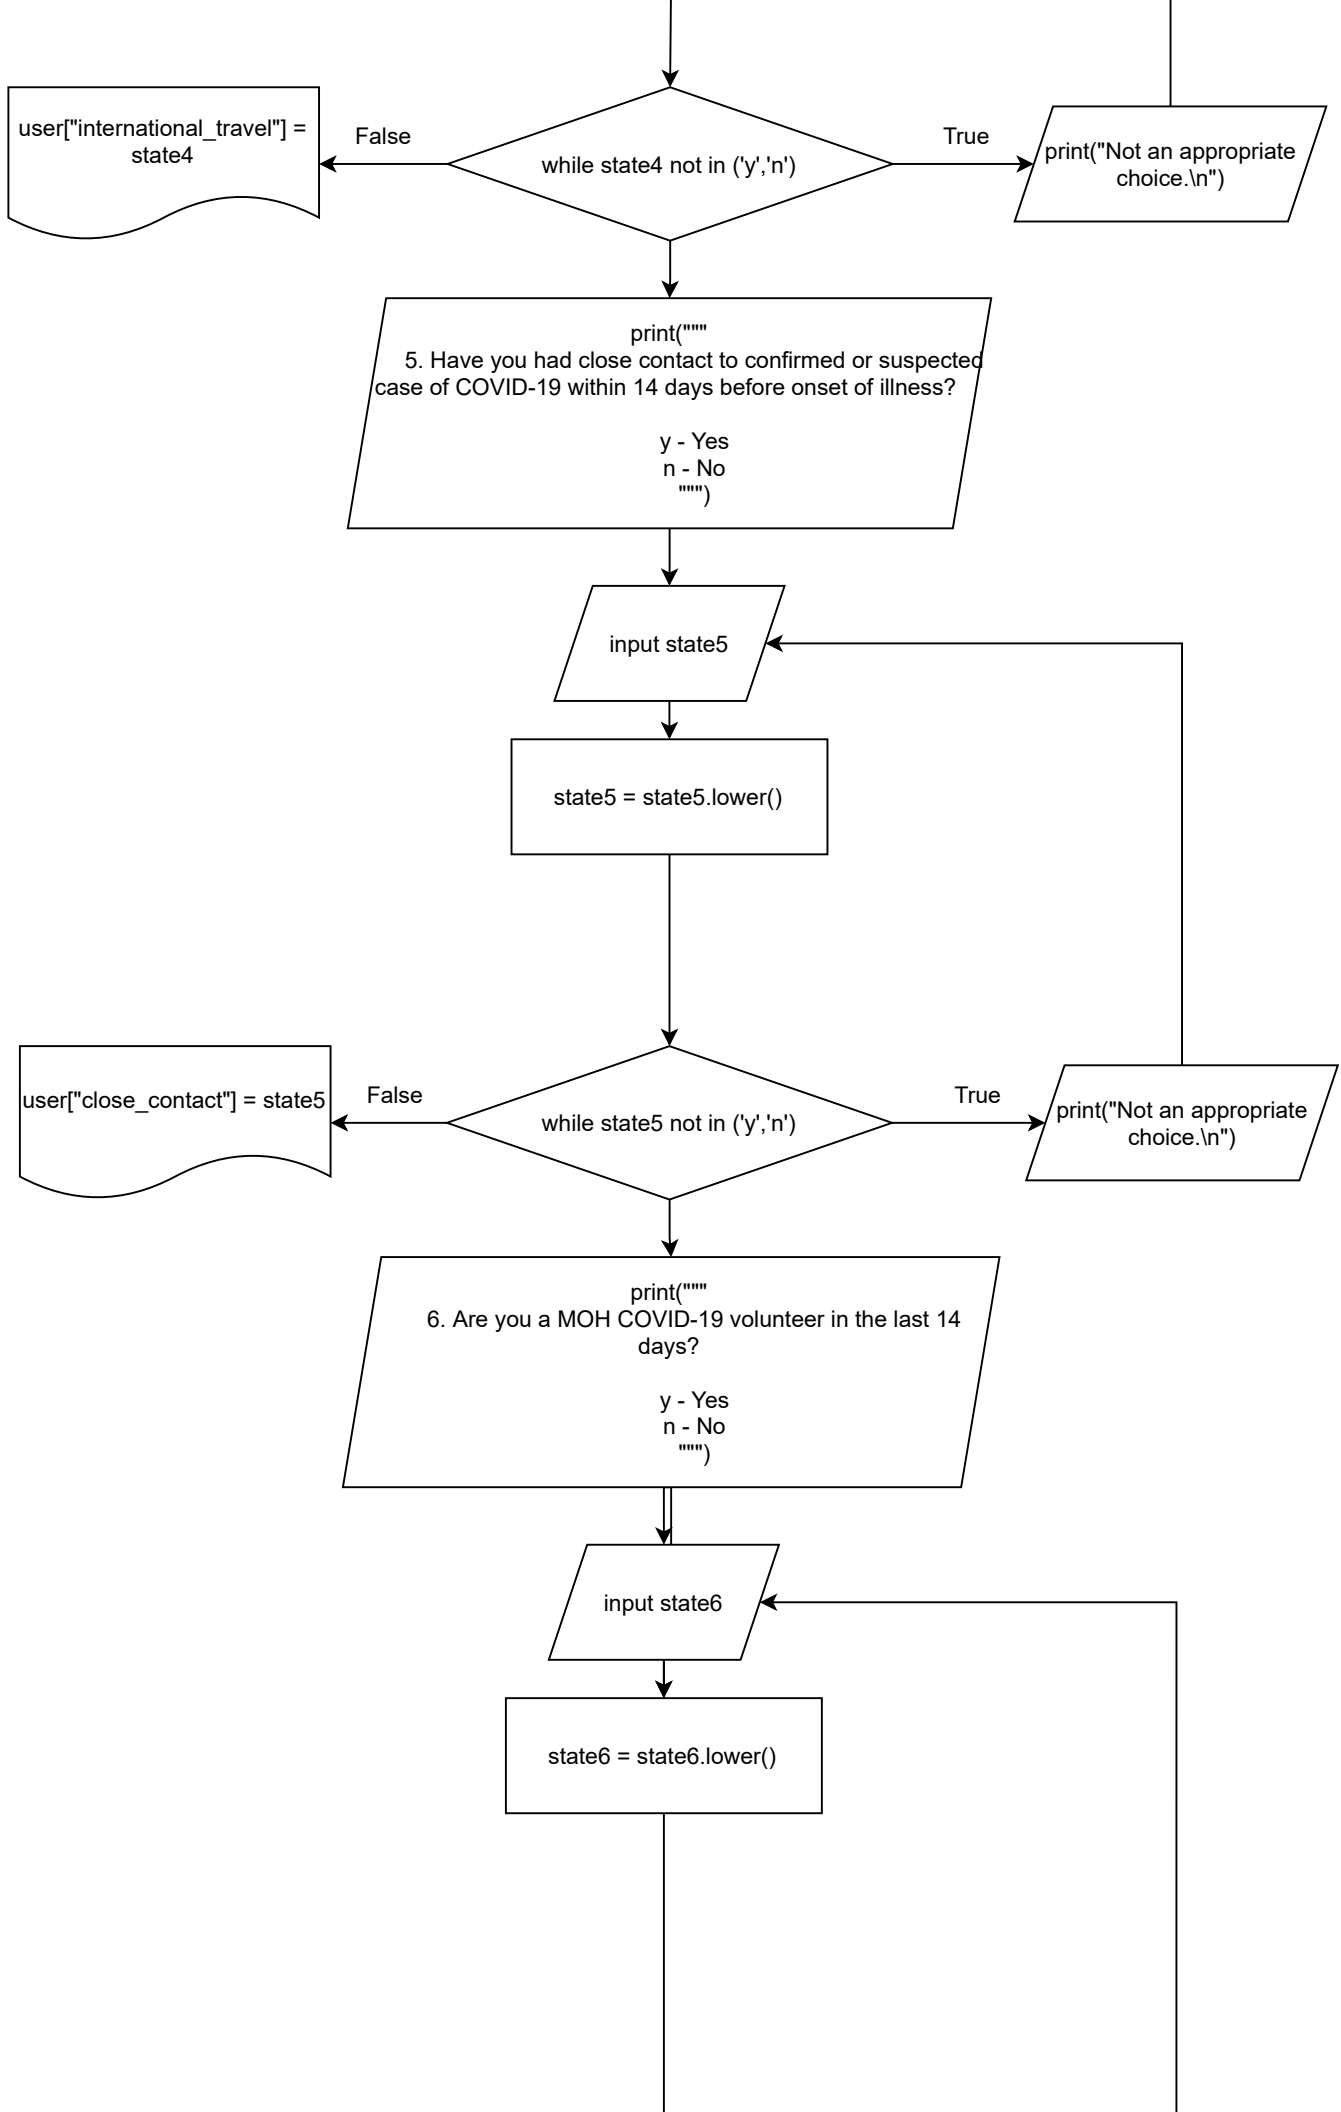 user["international_travel"] =
state4
False
while state4 not in ('y','n')
True
print("Not an appropriate
choice.\n")
print("""
5. Have you had close contact to confirmed or suspected
case of COVID-19 within 14 days before onset of illness?
y - Yes
n - No
""")
input state5
state5 = state5.lower()
user["close_contact"] = state5
False
while state5 not in ('y','n')
True
print("Not an appropriate
choice.\n")
print("""
6. Are you a MOH COVID-19 volunteer in the last 14
days?
y - Yes
n - No
""")
input state6
state6 = state6.lower()